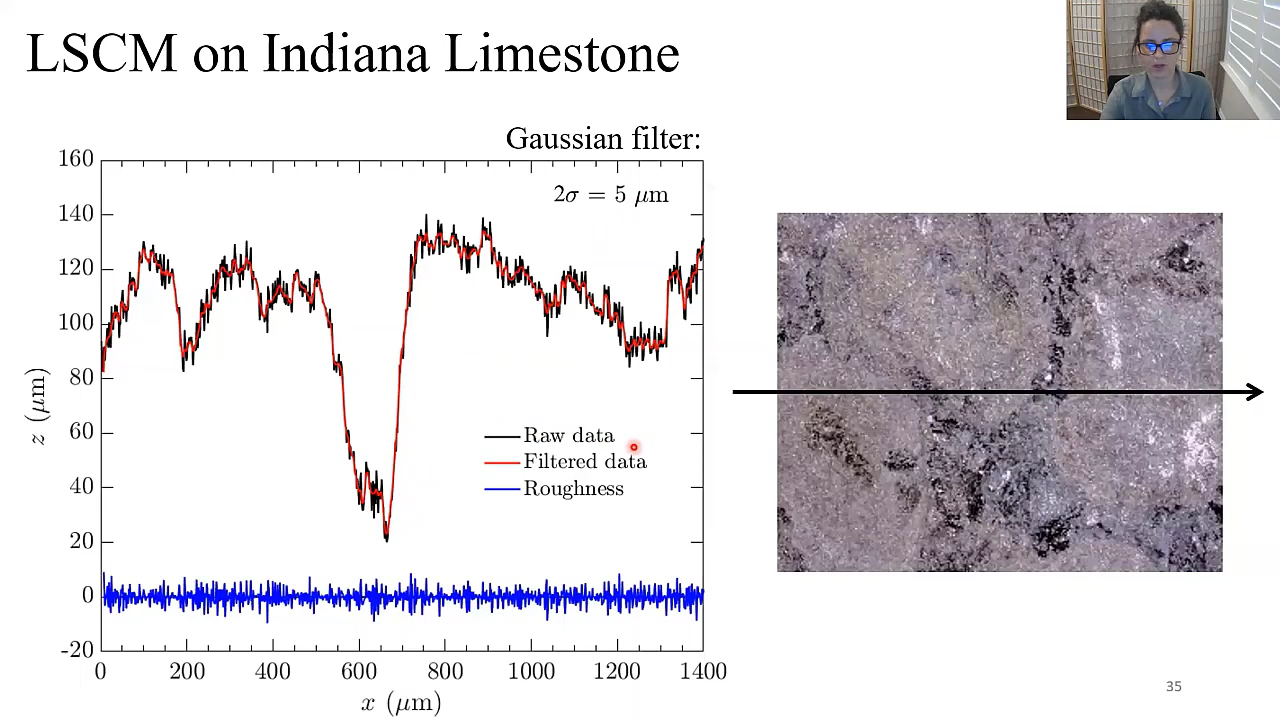 LSCM on Indiana Limestone
Gaussian filter:
2σ = 5 μm
160
140
120
100
80
60
40
20
0
-20
z (μm)
Raw data
Filtered data
Roughness
0 200 400 600 800 1000 1200 1400
x (μm)
35